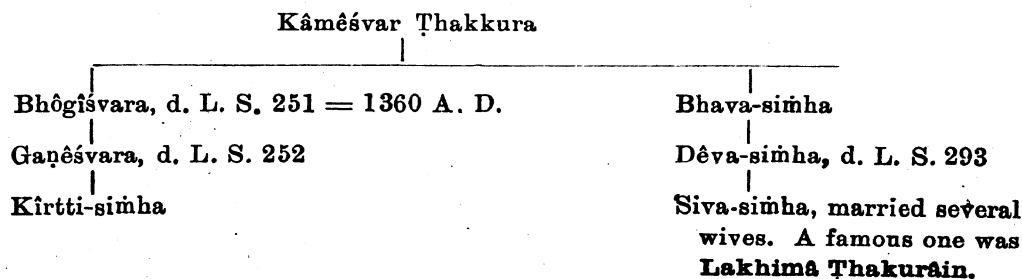 Kâmêśvar Ṭhakkura
Bhôgîśvara, d. L. S. 251 = 1360 A. D.
Bhava-siṁha
Gaṇêśvara, d. L. S. 252
Dêva-siṁha, d. L. S. 293
Kîrtti-siṁha
Siva-siṁha, married several
wives. A famous one was
Lakhimâ Ṭhakurâin.